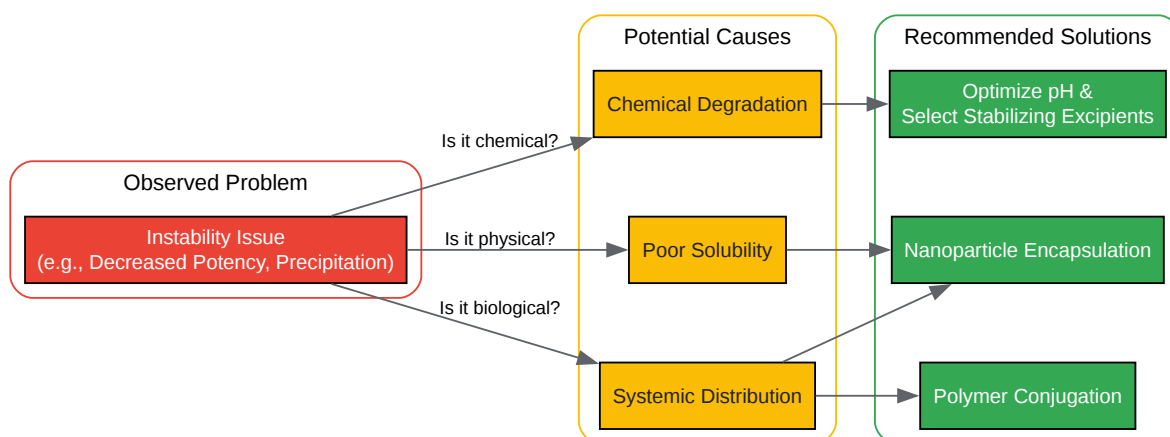 Potential Causes
Recommended Solutions
Chemical Degradation
Optimize pH &
Select Stabilizing Excipients
Is it chemical?
Observed Problem
Instability Issue
(e.g., Decreased Potency, Precipitation)
Is it physical?
Poor Solubility
Nanoparticle Encapsulation
Is it biological?
Systemic Distribution
Polymer Conjugation